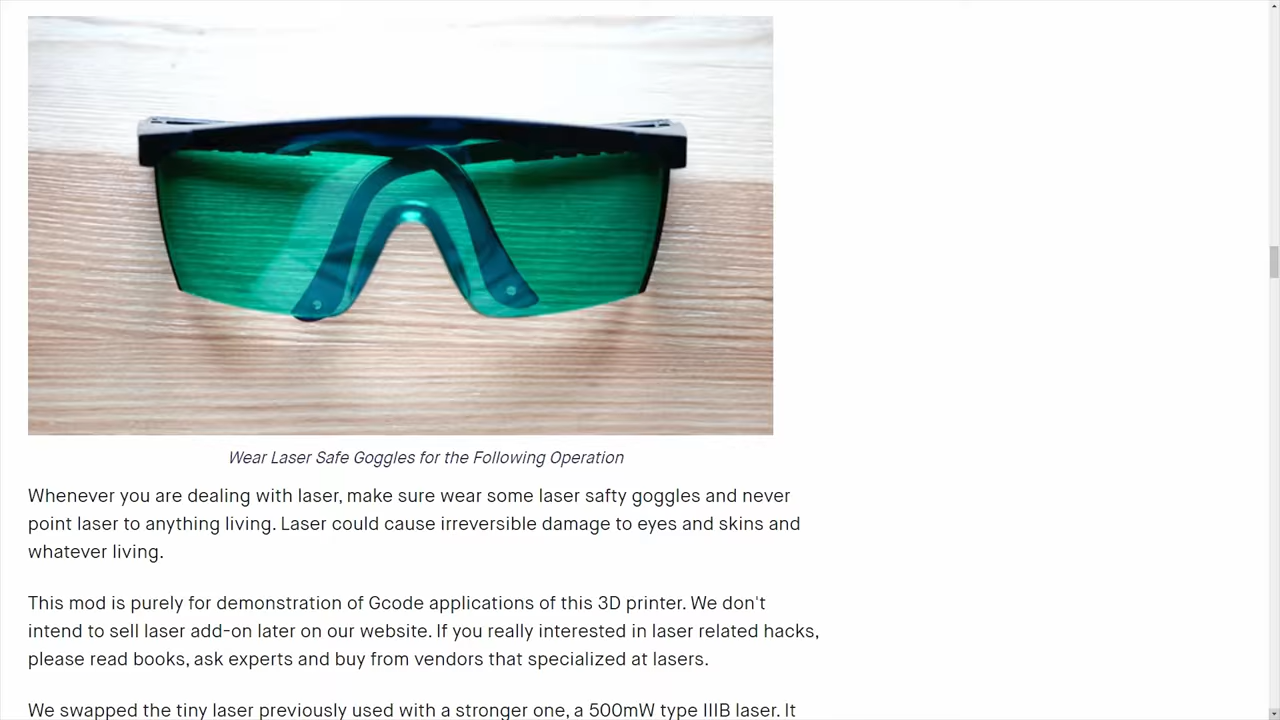 Wear Laser Safe Goggles for the Following Operation
Whenever you are dealing with laser, make sure wear some laser safty goggles and never
point laser to anything living. Laser could cause irreversible damage to eyes and skins and
whatever living.
This mod is purely for demonstration of Gcode applications of this 3D printer. We don't
intend to sell laser add-on later on our website. If you really interested in laser related hacks,
please read books, ask experts and buy from vendors that specialized at lasers.
We swapped the tiny laser previously used with a stronger one, a 500mW type IIIB laser. It